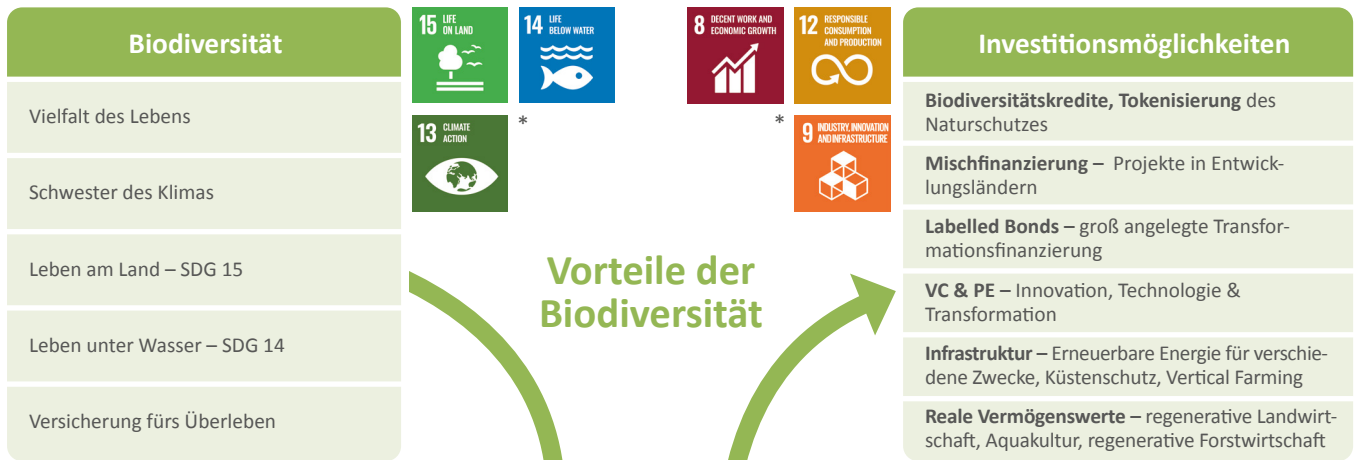 Biodiversität
Vielfalt des Lebens
Schwester des Klimas
Leben am Land – SDG 15
Leben unter Wasser – SDG 14
Versicherung fürs Überleben
15 LIFE
ON LAND
14 LIFE
BELOW WATER
13 CLIMATE
ACTION
*
8 DECENT WORK AND
ECONOMIC GROWTH
12 RESPONSIBLE
CONSUMPTION
AND PRODUCTION
*
9 INDUSTRY, INNOVATION
AND INFRASTRUCTURE
Vorteile der
Biodiversität
Investitionsmöglichkeiten
Biodiversitätskredite, Tokenisierung des
Naturschutzes
Mischfinanzierung – Projekte in Entwick-
lungsländern
Labelled Bonds – groß angelegte Transfor-
mationsfinanzierung
VC & PE – Innovation, Technologie &
Transformation
Infrastruktur – Erneuerbare Energie für verschie-
dene Zwecke, Küstenschutz, Vertical Farming
Reale Vermögenswerte – regenerative Landwirt-
schaft, Aquakultur, regenerative Forstwirtschaft